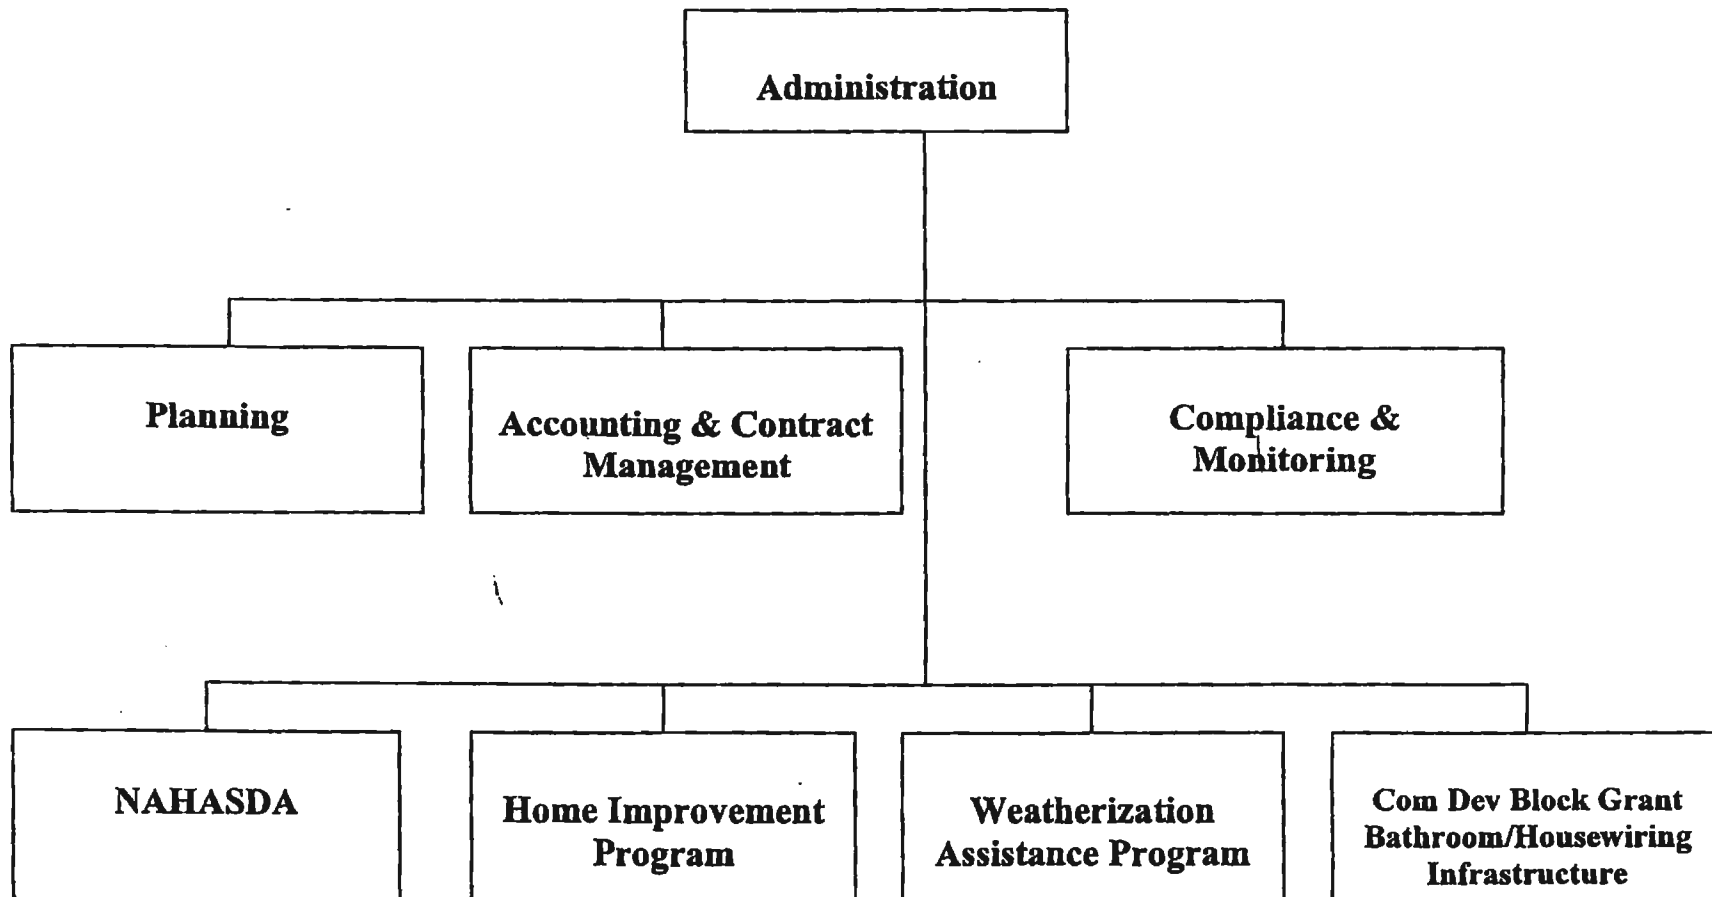 Administration
Planning
Accounting & Contract
Management
Compliance &
Monitoring
NAHASDA
Home Improvement
Program
Weatherization
Assistance Program
Com Dev Block Grant
Bathroom/Housewiring
Infrastructure